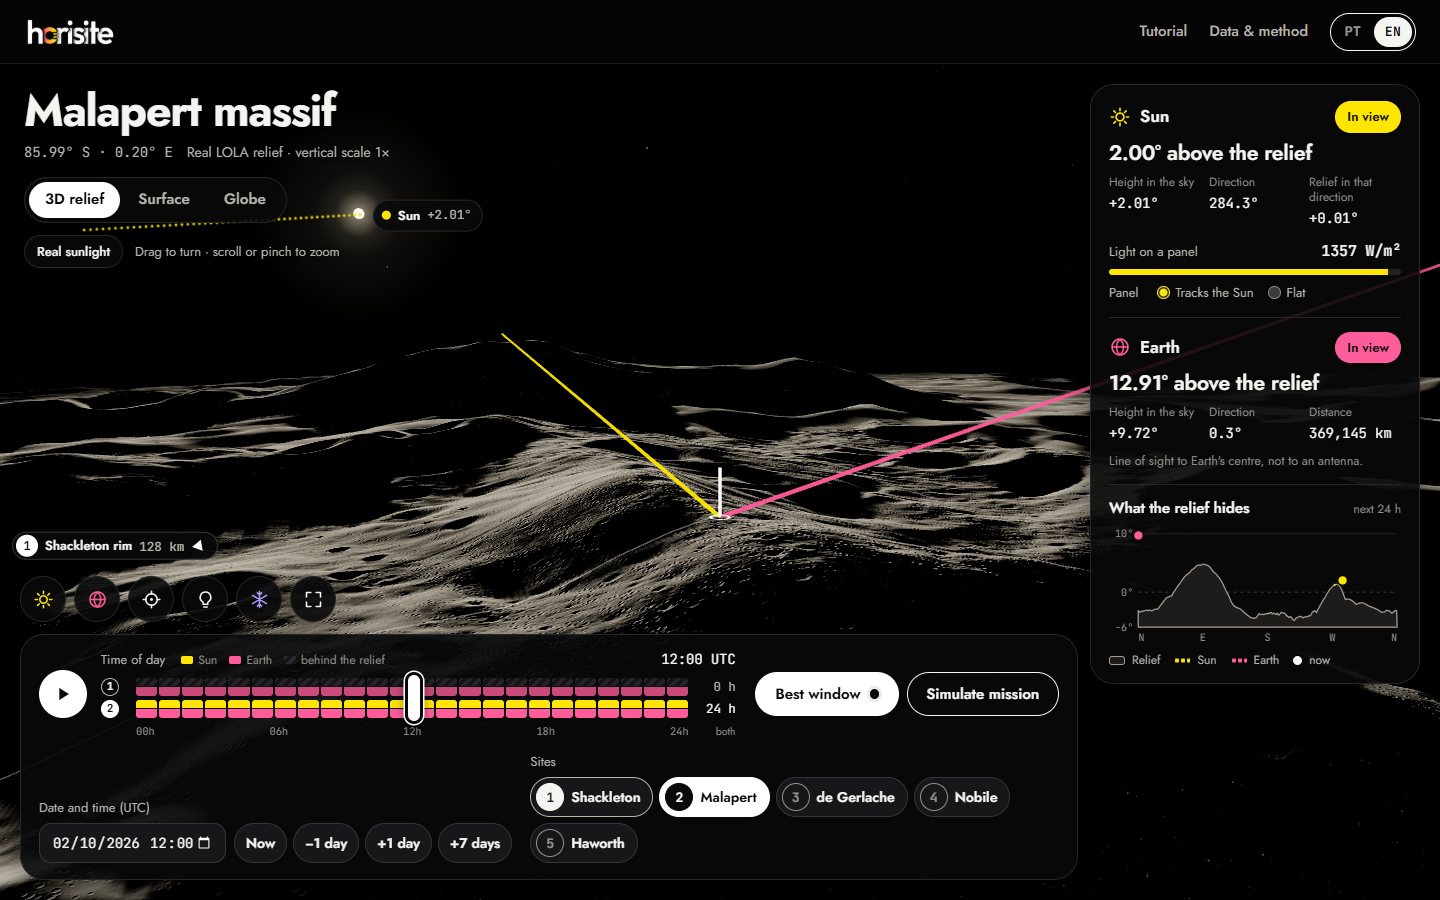 horisite
Tutorial
Data & method
PT
EN
Malapert massif
85.99° S · 0.20° E Real LOLA relief · vertical scale 1×
3D relief
Surface
Globe
Sun +2.01°
Real sunlight
Drag to turn · scroll or pinch to zoom
Sun
In view
2.00° above the relief
Height in the sky
+2.01°
Direction
284.3°
Relief in that
direction
+0.01°
Light on a panel
1357 W/m²
Panel
Tracks the Sun
Flat
Earth
In view
12.91° above the relief
Height in the sky
+9.72°
Direction
0.3°
Distance
369,145 km
Line of sight to Earth's centre, not to an antenna.
What the relief hides
next 24 h
10°
0°
-6°
N E S W N
Relief
Sun
Earth
now
1 Shackleton rim 128 km
Time of day
Sun
Earth
behind the relief
12:00 UTC
1
0 h
2
24 h
00h 06h 12h 18h 24h both
Best window
Simulate mission
Date and time (UTC)
02/10/2026 12:00
Now
−1 day
+1 day
+7 days
Sites
1 Shackleton
2 Malapert
3 de Gerlache
4 Nobile
5 Haworth